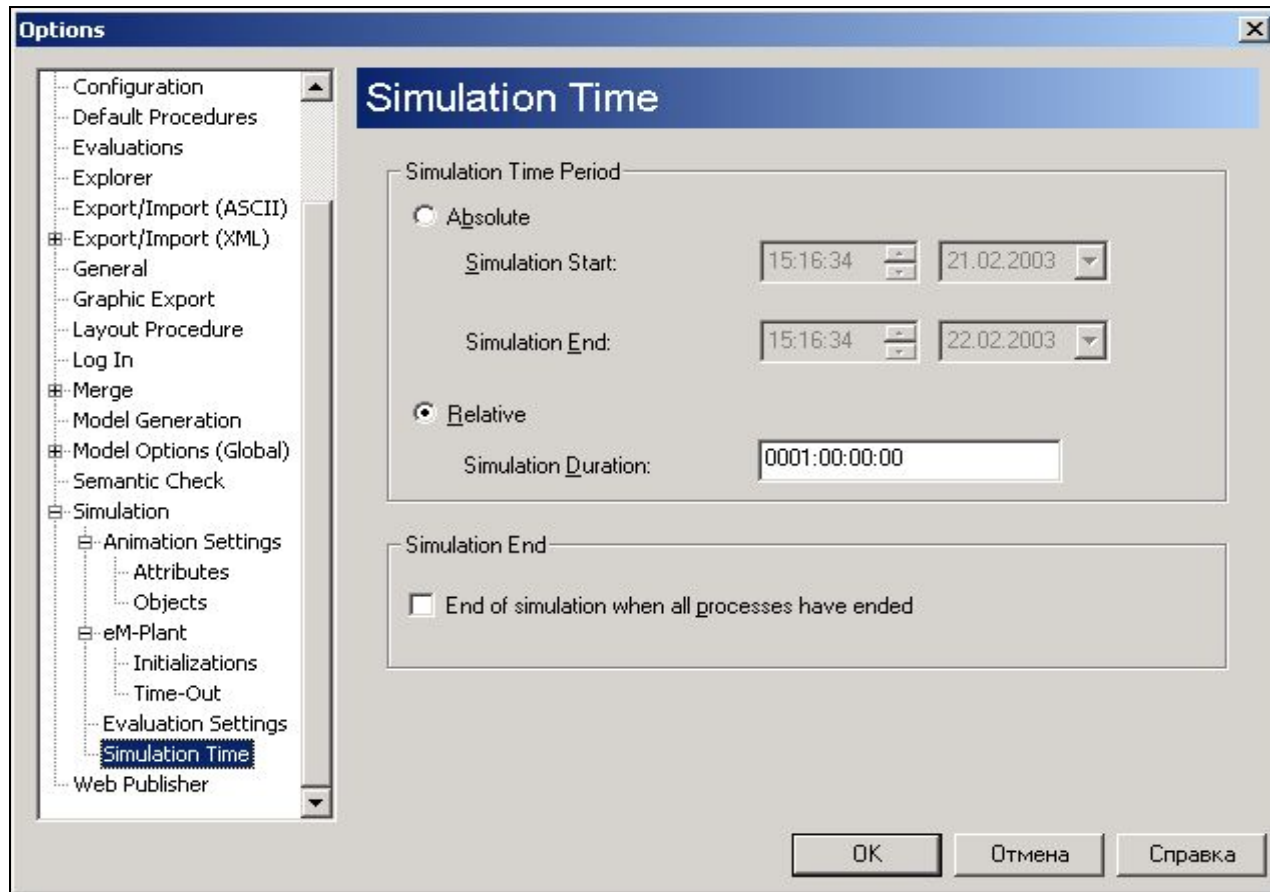 Options
Configuration
Default Procedures
Evaluations
Explorer
Export/Import (ASCII)
Export/Import (XML)
General
Graphic Export
Layout Procedure
Log In
Merge
Model Generation
Model Options (Global)
Semantic Check
Simulation
Animation Settings
Attributes
Objects
eM-Plant
Initializations
Time-Out
Evaluation Settings
Simulation Time
Web Publisher
Simulation Time
Simulation Time Period
Absolute
Simulation Start: 15:16:34 21.02.2003
Simulation End: 15:16:34 22.02.2003
Relative
Simulation Duration: 0001:00:00:00
Simulation End
End of simulation when all processes have ended
OK Отмена Справка